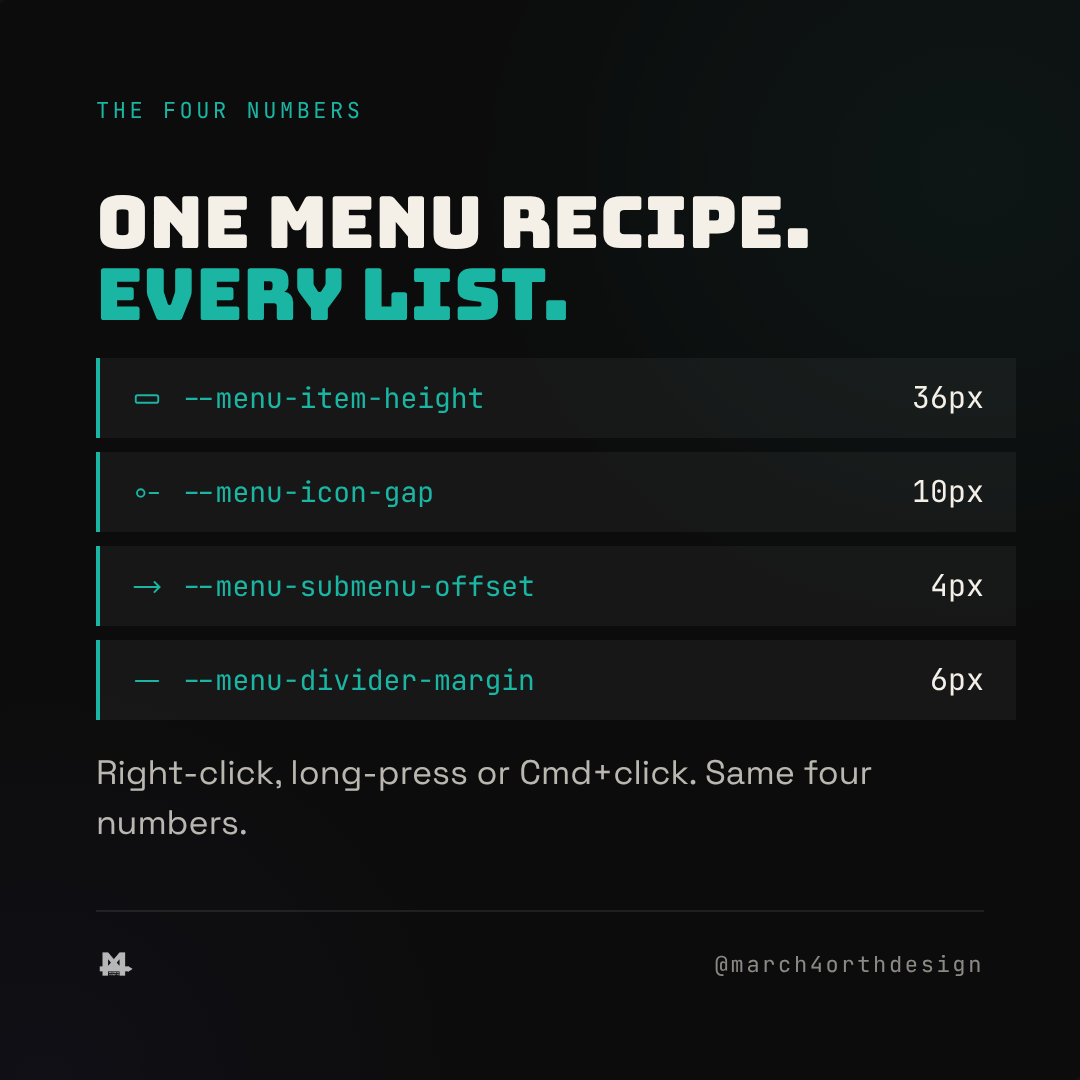 THE FOUR NUMBERS
ONE MENU RECIPE.
EVERY LIST.
--menu-item-height 36px
--menu-icon-gap 10px
--menu-submenu-offset 4px
--menu-divider-margin 6px
Right-click, long-press or Cmd+click. Same four
numbers.
@march4orthdesign